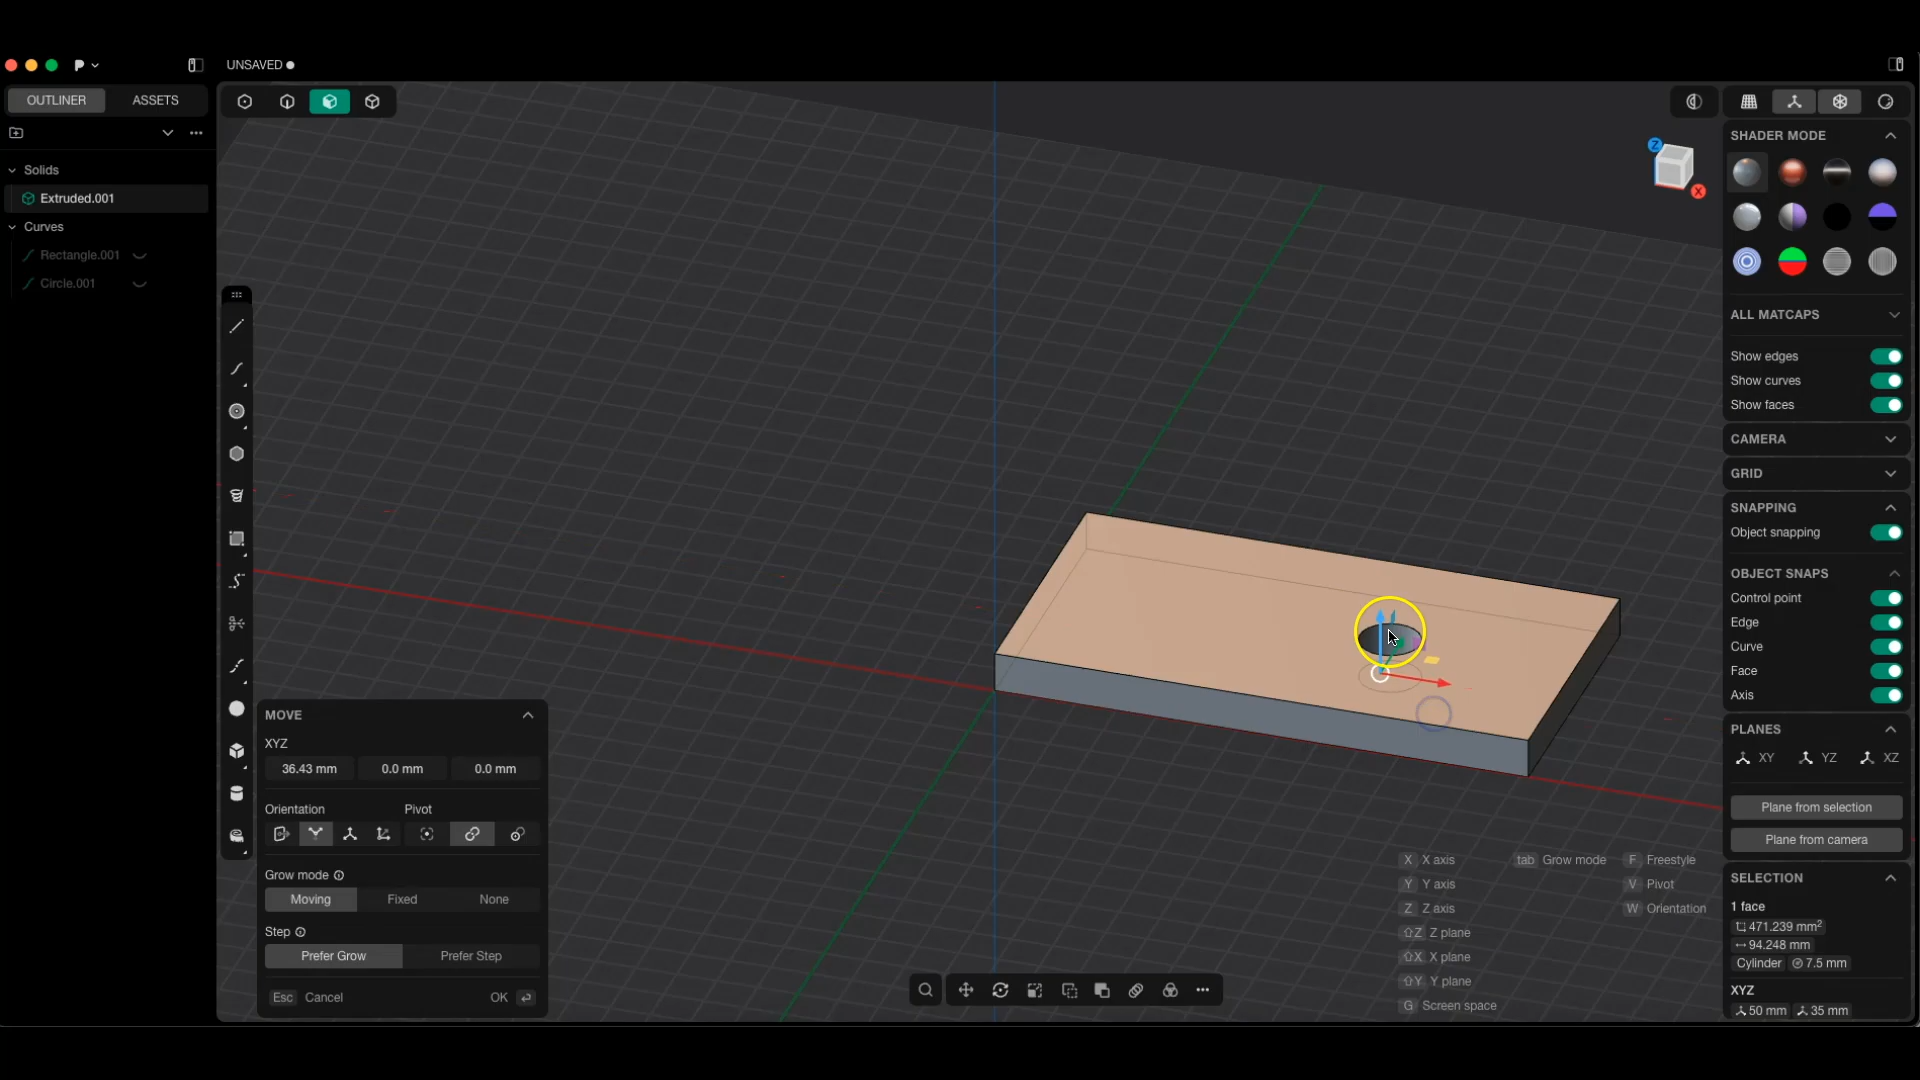 UNSAVED
OUTLINER
ASSETS
Solids
Extruded.001
Curves
Rectangle.001
Circle.001
Z
X
MOVE
XYZ
36.43 mm
0.0 mm
0.0 mm
Orientation
Pivot
Grow mode
Moving
Fixed
None
Step
Prefer Grow
Prefer Step
Esc
Cancel
OK
X X axis
tab Grow mode
F Freestyle
Y Y axis
V Pivot
Z Z axis
W Orientation
⇧Z Z plane
⇧X X plane
⇧Y Y plane
G Screen space
SHADER MODE
ALL MATCAPS
Show edges
Show curves
Show faces
CAMERA
GRID
SNAPPING
Object snapping
OBJECT SNAPS
Control point
Edge
Curve
Face
Axis
PLANES
XY
YZ
XZ
Plane from selection
Plane from camera
SELECTION
1 face
471.239 mm²
94.248 mm
Cylinder
7.5 mm
XYZ
50 mm
35 mm